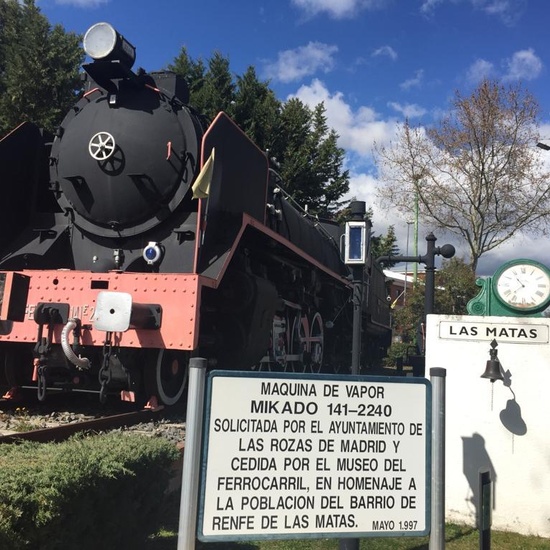 LAS MATAS
MAQUINA DE VAPOR
MIKADO 141-2240
SOLICITADA POR EL AYUNTAMIENTO DE
LAS ROZAS DE MADRID Y
CEDIDA POR EL MUSEO DEL
FERROCARRIL, EN HOMENAJE A
LA POBLACION DEL BARRIO DE
RENFE DE LAS MATAS. MAYO 1.997